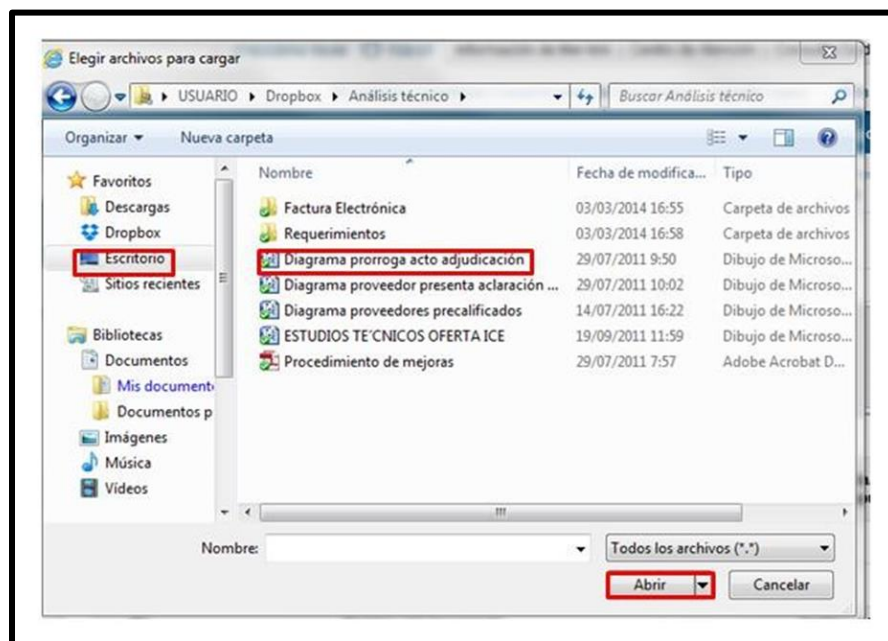 Elegir archivos para cargar
USUARIO Dropbox Análisis técnico Buscar Análisis técnico
Organizar Nueva carpeta
Nombre Fecha de modifica... Tipo
Favoritos
Descargas
Dropbox
Escritorio
Sitios recientes
Bibliotecas
Documentos
Mis document
Documentos p
Imágenes
Música
Vídeos
Factura Electrónica 03/03/2014 16:55 Carpeta de archivos
Requerimientos 03/03/2014 16:58 Carpeta de archivos
Diagrama prorroga acto adjudicación 29/07/2011 9:50 Dibujo de Microso...
Diagrama proveedor presenta aclaración ... 29/07/2011 10:02 Dibujo de Microso...
Diagrama proveedores precalificados 14/07/2011 16:22 Dibujo de Microso...
ESTUDIOS TE´CNICOS OFERTA ICE 19/09/2011 11:59 Dibujo de Microso...
Procedimiento de mejoras 29/07/2011 7:57 Adobe Acrobat D...
Nombre: Todos los archivos (*.*)
Abrir Cancelar